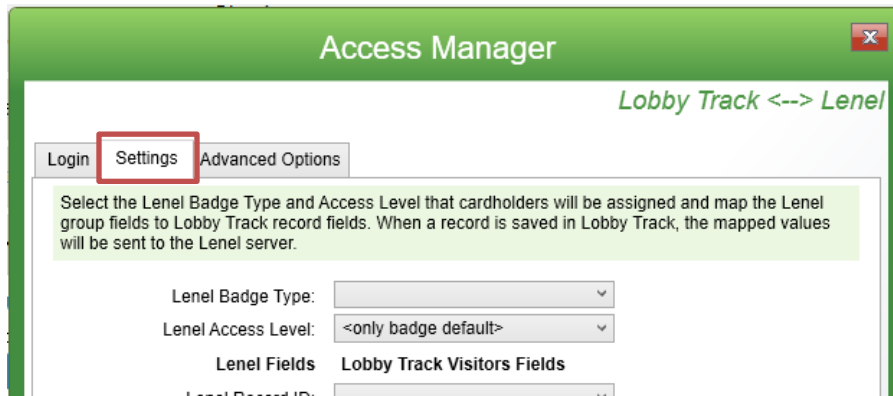 Access Manager
x
Lobby Track <--> Lenel
Login Settings Advanced Options
Select the Lenel Badge Type and Access Level that cardholders will be assigned and map the Lenel
group fields to Lobby Track record fields. When a record is saved in Lobby Track, the mapped values
will be sent to the Lenel server.
Lenel Badge Type:
Lenel Access Level: <only badge default>
Lenel Fields Lobby Track Visitors Fields
Lenel Record ID: